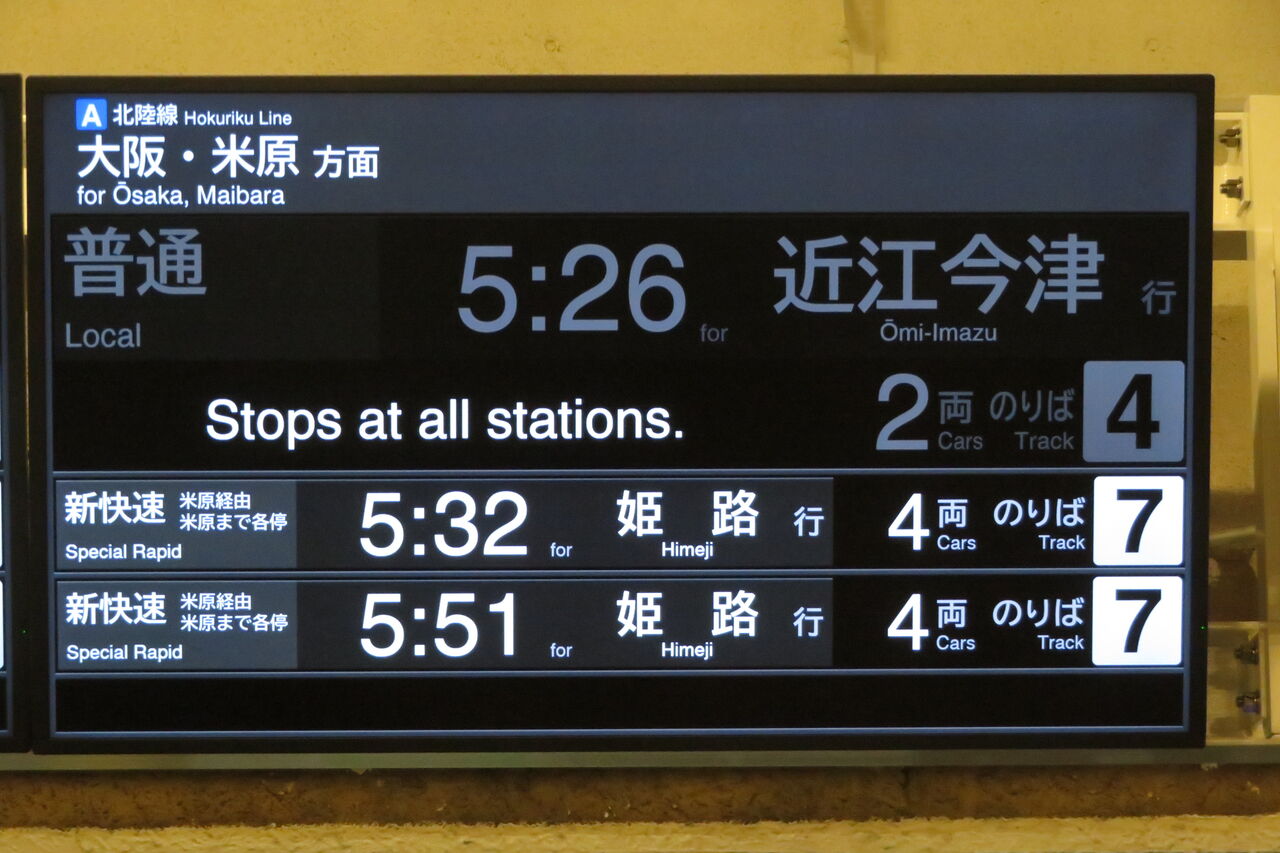 A 北陸線 Hokuriku Line
大阪・米原 方面
for Ōsaka, Maibara
普通 5:26 近江今津 行
Local for Ōmi-Imazu
Stops at all stations. 2 両 のりば 4
Cars Track
新快速 米原経由 5:32 姫路 行 4 両 のりば 7
米原まで各停
Special Rapid for Himeji Cars Track
新快速 米原経由 5:51 姫路 行 4 両 のりば 7
米原まで各停
Special Rapid for Himeji Cars Track